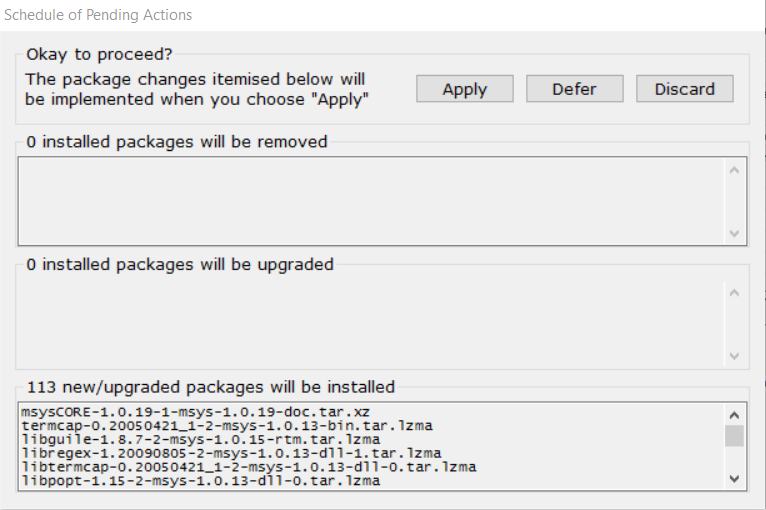 Schedule of Pending Actions
Okay to proceed?
The package changes itemised below will
be implemented when you choose "Apply"
Apply
Defer
Discard
0 installed packages will be removed
0 installed packages will be upgraded
113 new/upgraded packages will be installed
msysCORE-1.0.19-1-msys-1.0.19-doc.tar.xz
termcap-0.20050421_1-2-msys-1.0.13-bin.tar.lzma
libguile-1.8.7-2-msys-1.0.15-rtm.tar.lzma
libregex-1.20090805-2-msys-1.0.13-dll-1.tar.lzma
libtermcap-0.20050421_1-2-msys-1.0.13-dll-0.tar.lzma
libpopt-1.15-2-msys-1.0.13-dll-0.tar.lzma